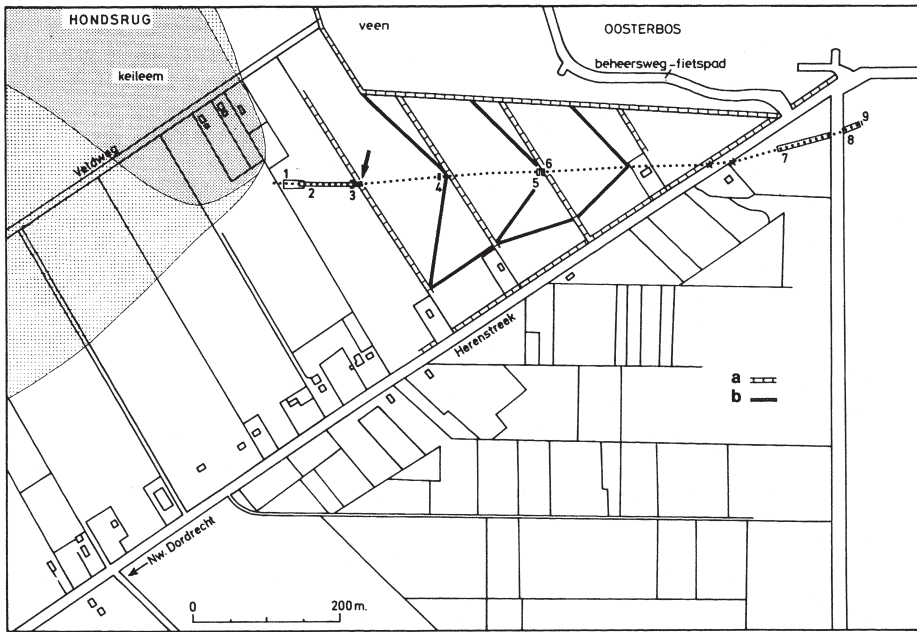 HONDSRUG
veen
OOSTERBOS
keileem
beheersweg-fietspad
Veldweg
1
2
3
4
5
6
7
8
9
Herenstreek
a
b
Nw. Dordrecht
0
200 m.